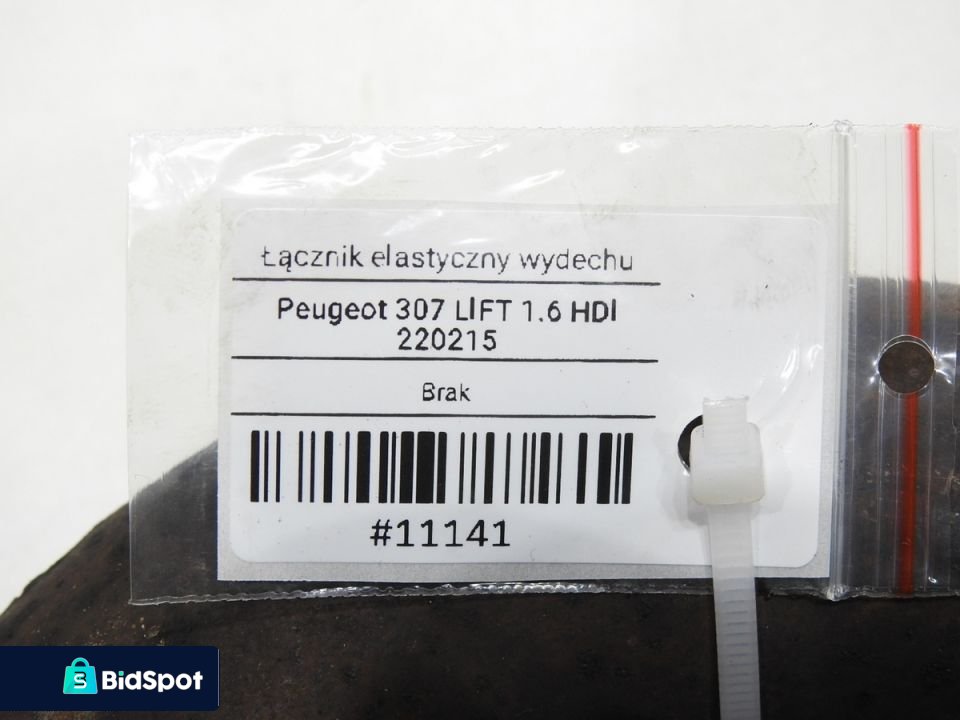 Łącznik elastyczny wydechu
Peugeot 307 LIFT 1.6 HDI
220215
Brak
#11141
BidSpot